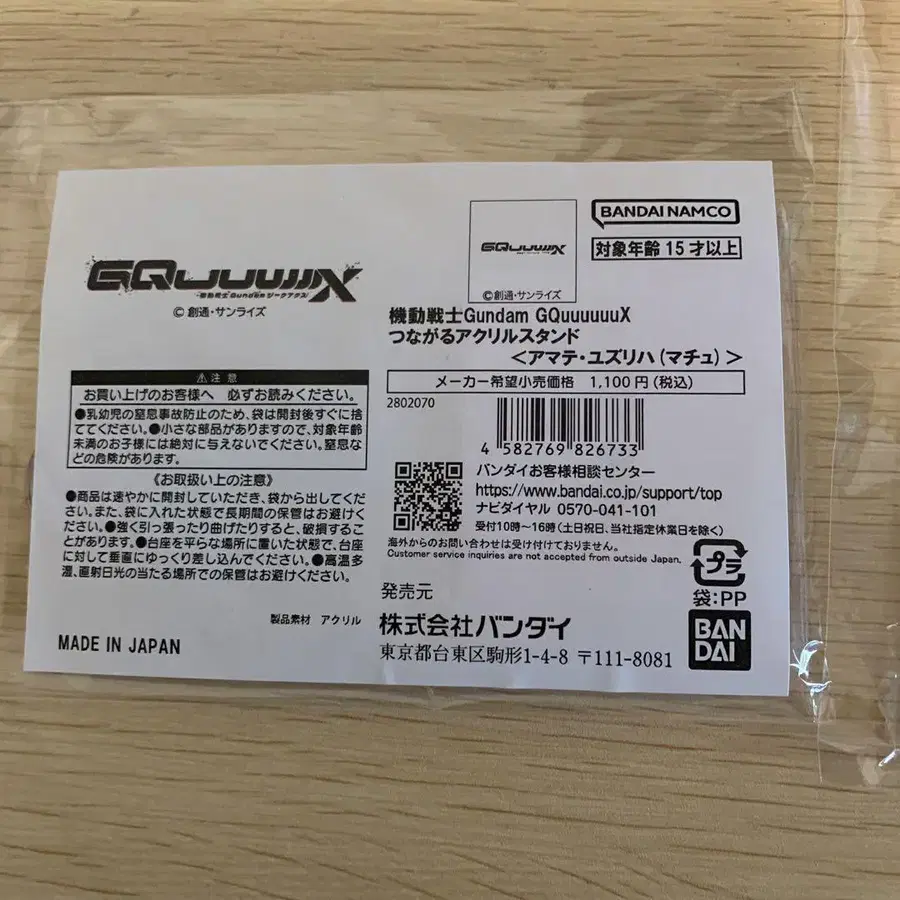 GQuuuuuuX
機動戦士Gundam ジークアクス
© 創通・サンライズ
⚠ 注 意
お買い上げのお客様へ 必ずお読みください。
●乳幼児の窒息事故防止のため、袋は開封後すぐに捨
ててください。●小さな部品がありますので、対象年齢
未満のお子様には絶対に与えないでください。窒息な
どの危険があります。
《お取扱い上の注意》
●商品は速やかに開封していただき、袋から出してくだ
さい。また、袋に入れた状態で長期間の保管はお避けく
ださい。●強く引っ張ったり曲げたりすると、破損するこ
とがあります。●台座を平らな場所に置いた状態で、台座
に対して垂直にゆっくり差し込んでください。●高温多
湿、直射日光の当たる場所での保管はお避けください。
製品素材 アクリル
MADE IN JAPAN
GQuuuuuuX
©創通・サンライズ
BANDAI NAMCO
対象年齢 15才以上
機動戦士Gundam GQuuuuuuX
つながるアクリルスタンド
＜アマテ・ユズリハ(マチュ)＞
メーカー希望小売価格 1,100円(税込)
2802070
4 582769 826733
バンダイお客様相談センター
https://www.bandai.co.jp/support/top
ナビダイヤル 0570-041-101
受付10時～16時(土日祝日、当社指定休業日を除く)
海外からのお問い合わせは受け付けておりません。
Customer service inquiries are not accepted from outside Japan.
プラ
袋:PP
発売元
株式会社バンダイ
東京都台東区駒形1-4-8 〒111-8081
BAN
DAI